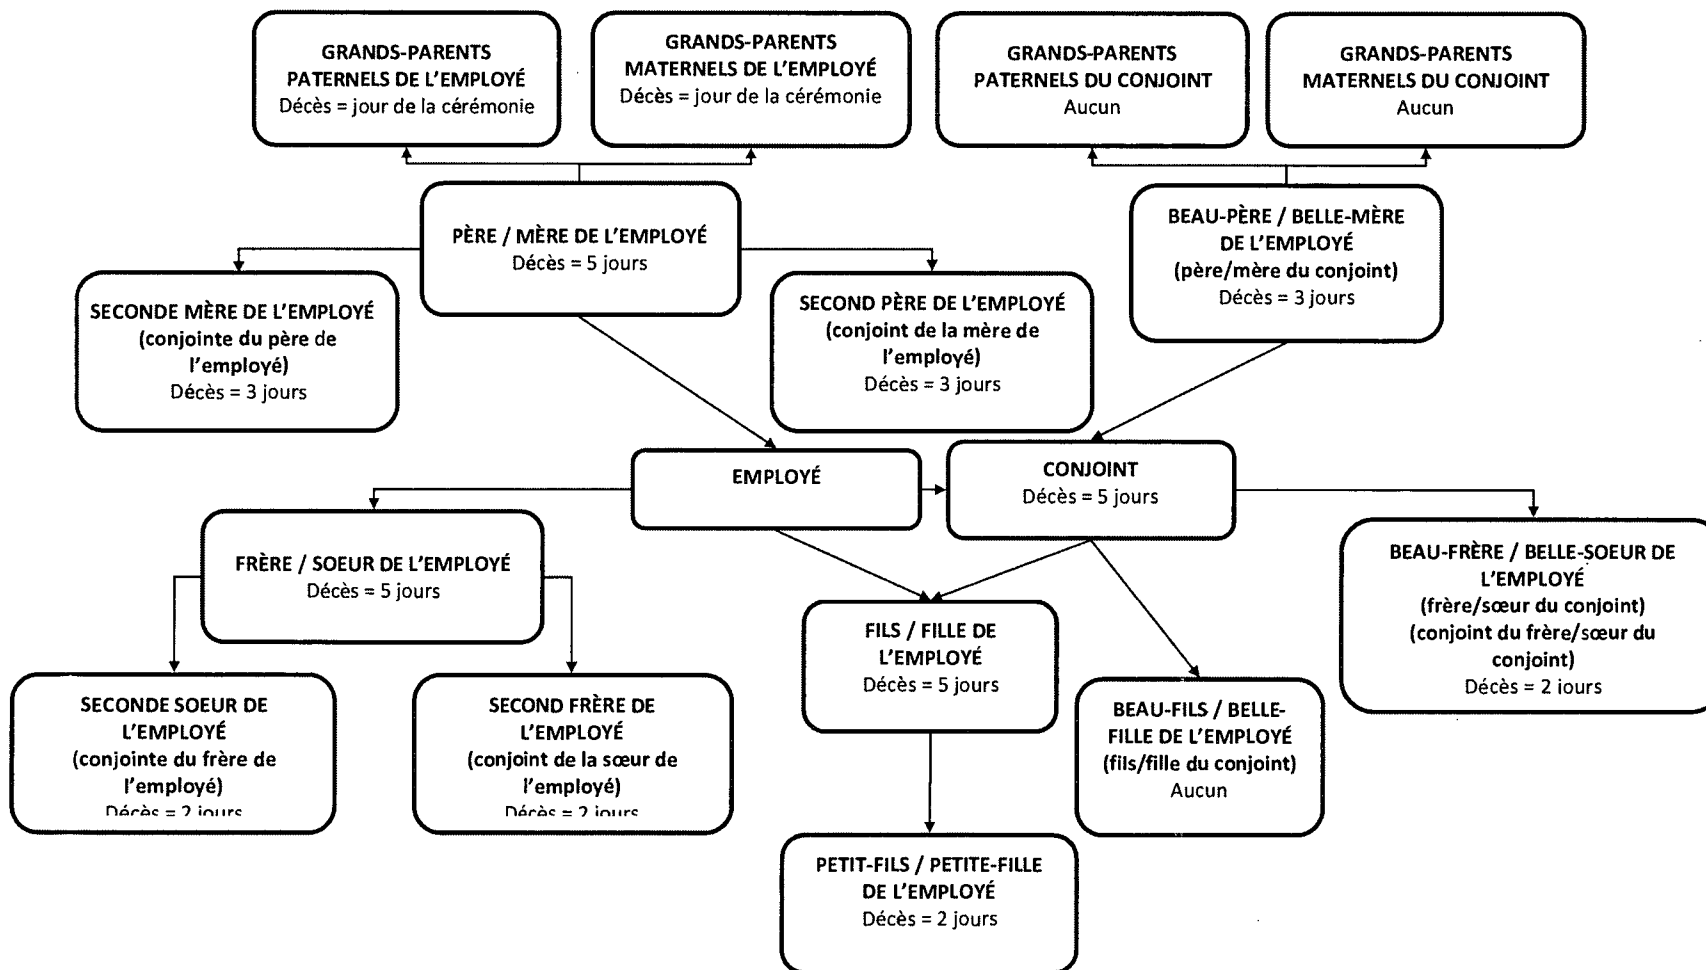 GRANDS-PARENTS
PATERNELS DE L'EMPLOYÉ
Décès = jour de la cérémonie
GRANDS-PARENTS
MATERNELS DE L'EMPLOYÉ
Décès = jour de la cérémonie
GRANDS-PARENTS
PATERNELS DU CONJOINT
Aucun
GRANDS-PARENTS
MATERNELS DU CONJOINT
Aucun
PÈRE / MÈRE DE L'EMPLOYÉ
Décès = 5 jours
BEAU-PÈRE / BELLE-MÈRE
DE L'EMPLOYÉ
(père/mère du conjoint)
Décès = 3 jours
SECONDE MÈRE DE L'EMPLOYÉ
(conjointe du père de
l'employé)
Décès = 3 jours
SECOND PÈRE DE L'EMPLOYÉ
(conjoint de la mère de
l'employé)
Décès = 3 jours
EMPLOYÉ
CONJOINT
Décès = 5 jours
FRÈRE / SOEUR DE L'EMPLOYÉ
Décès = 5 jours
BEAU-FRÈRE / BELLE-SOEUR DE
L'EMPLOYÉ
(frère/sœur du conjoint)
(conjoint du frère/sœur du
conjoint)
Décès = 2 jours
FILS / FILLE DE
L'EMPLOYÉ
Décès = 5 jours
SECONDE SOEUR DE
L'EMPLOYÉ
(conjointe du frère de
l'employé)
Décès = 2 jours
SECOND FRÈRE DE
L'EMPLOYÉ
(conjoint de la sœur de
l'employé)
Décès = 2 jours
BEAU-FILS / BELLE-
FILLE DE L'EMPLOYÉ
(fils/fille du conjoint)
Aucun
PETIT-FILS / PETITE-FILLE
DE L'EMPLOYÉ
Décès = 2 jours